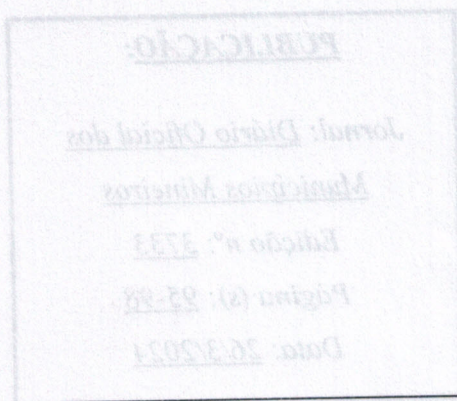 PUBLICAÇÃO:
Jornal: Diário Oficial dos
Municípios Mineiros
Edição nº: 3733
Página (s): 95-98
Data: 26/3/2024